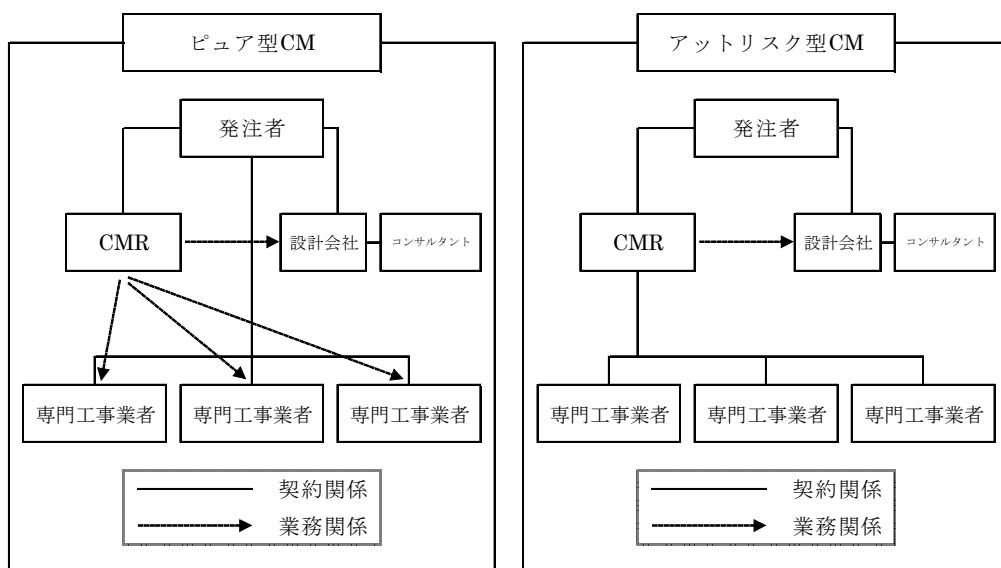 ピュア型CM
発注者
CMR
設計会社
コンサルタント
専門工事業者
専門工事業者
専門工事業者
契約関係
業務関係
アットリスク型CM
発注者
CMR
設計会社
コンサルタント
専門工事業者
専門工事業者
専門工事業者
契約関係
業務関係